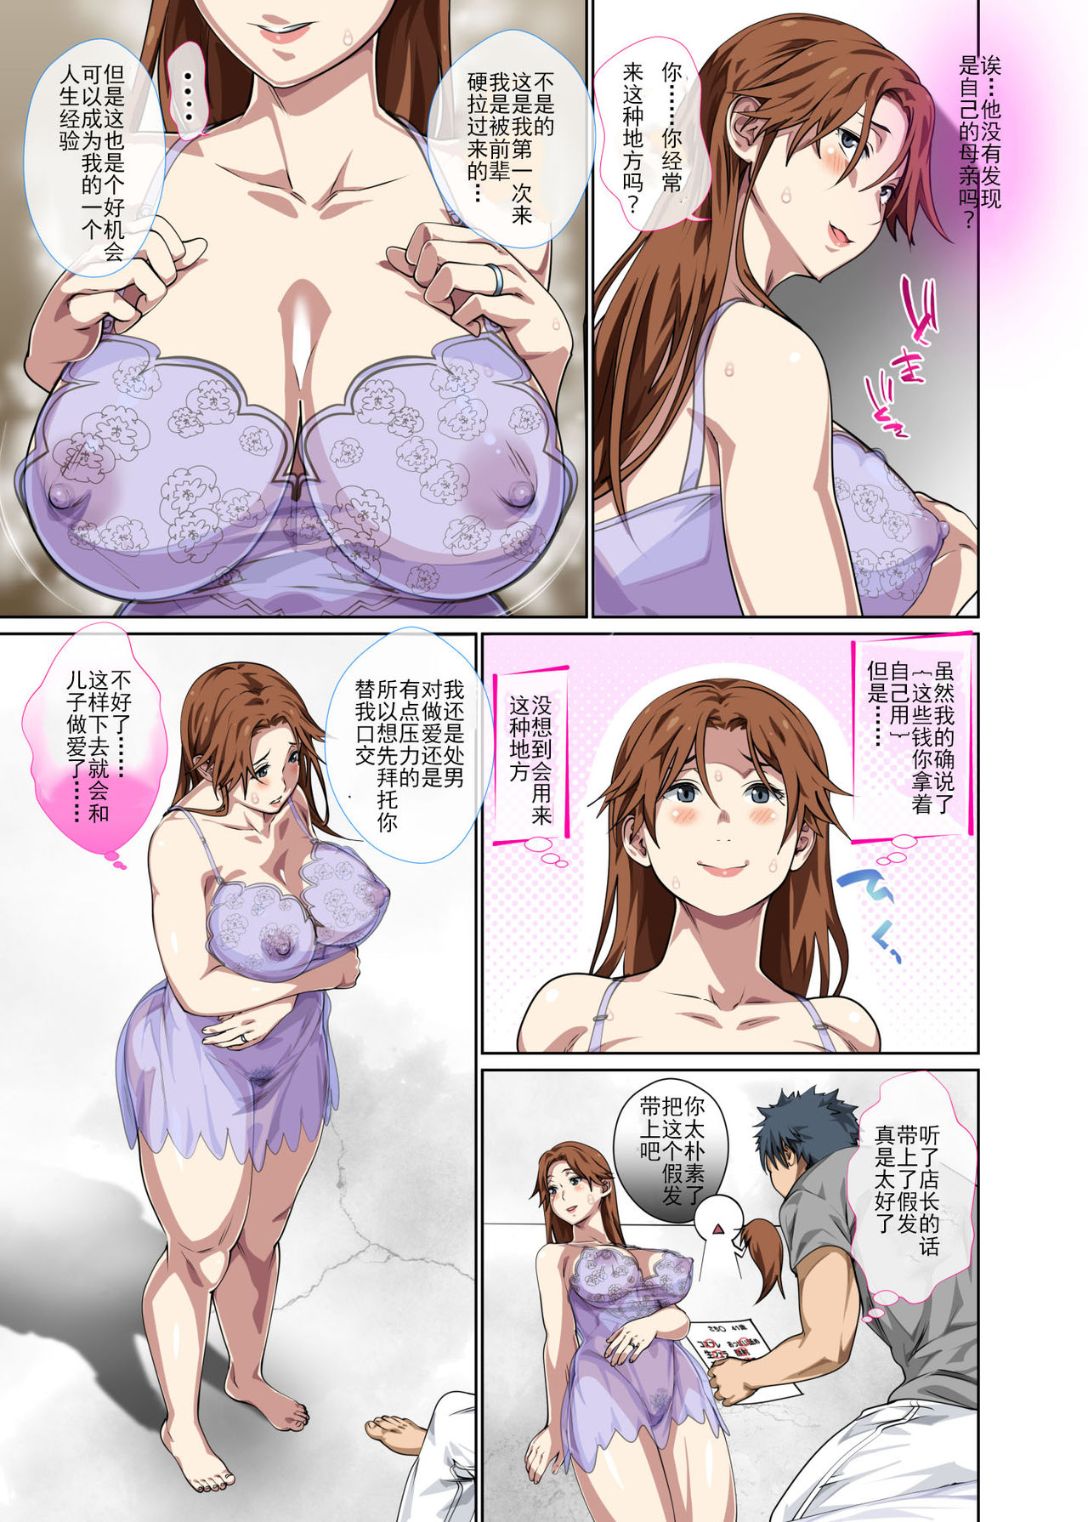 诶…他没有发现
是自己的母亲吗?
你……你经常
来这种地方吗?
不是的
这是我第一次来
我是被前辈
硬拉过来的…
····
但是这也是个好机会
可以成为我的一个
人生经验
虽然我的确说了
{这些钱你拿着
自己用}
但是……
没想到会用来
这种地方
我还是处男
对做爱还是
有点压力的
所以想先拜托你
替我口交
不好了……
这样下去就会和
儿子做爱了……
听了店长的话
带上了假发
真是太好了
你太朴素了
把这个假发
带上吧